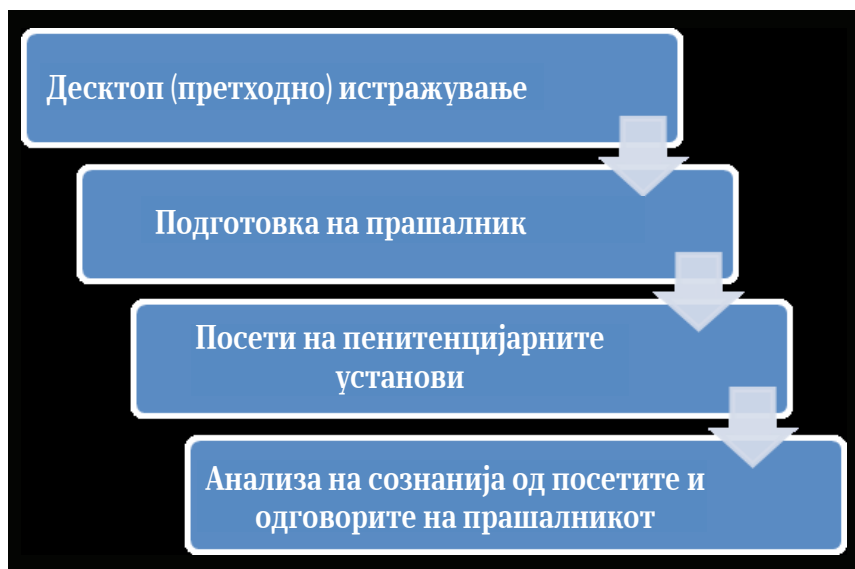 Десктоп (претходно) истражување
Подготовка на прашалник
Посети на пенитенцијарните
установи
Анализа на сознанија од посетите и
одговорите на прашалникот